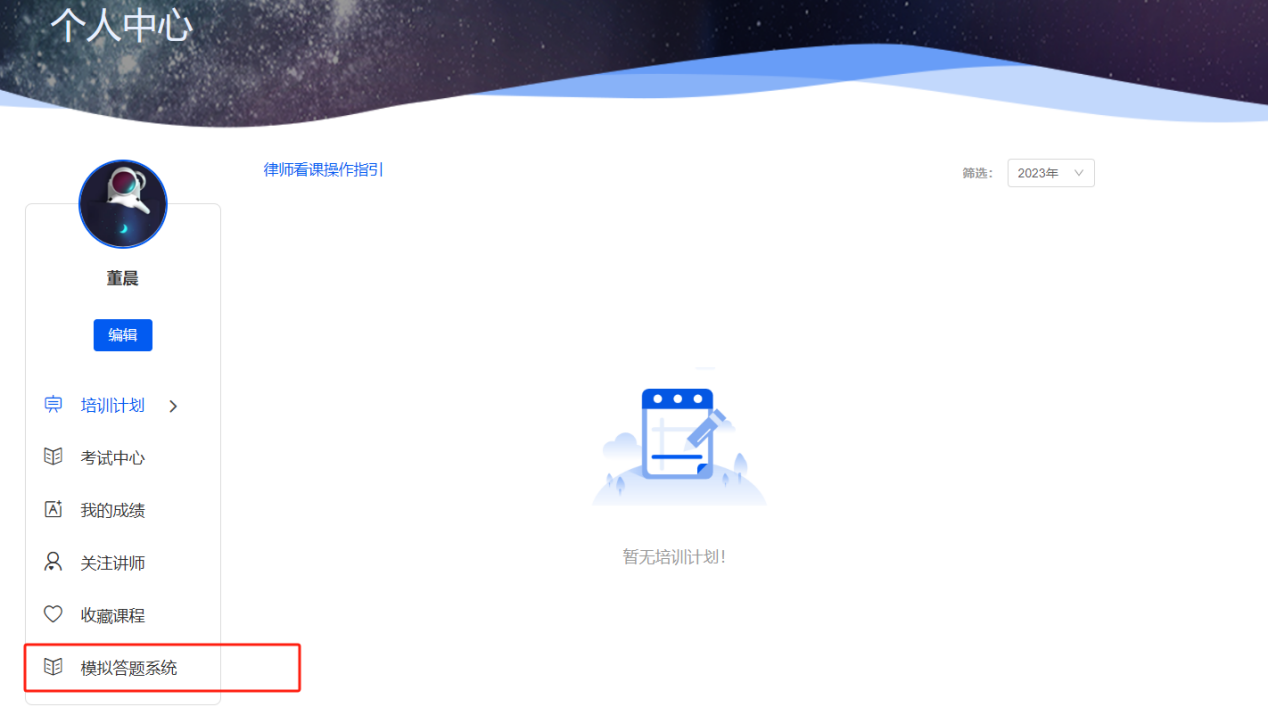 个人中心
律师看课操作指引
筛选：
2023年
董晨
编辑
培训计划
考试中心
我的成绩
关注讲师
收藏课程
模拟答题系统
暂无培训计划！